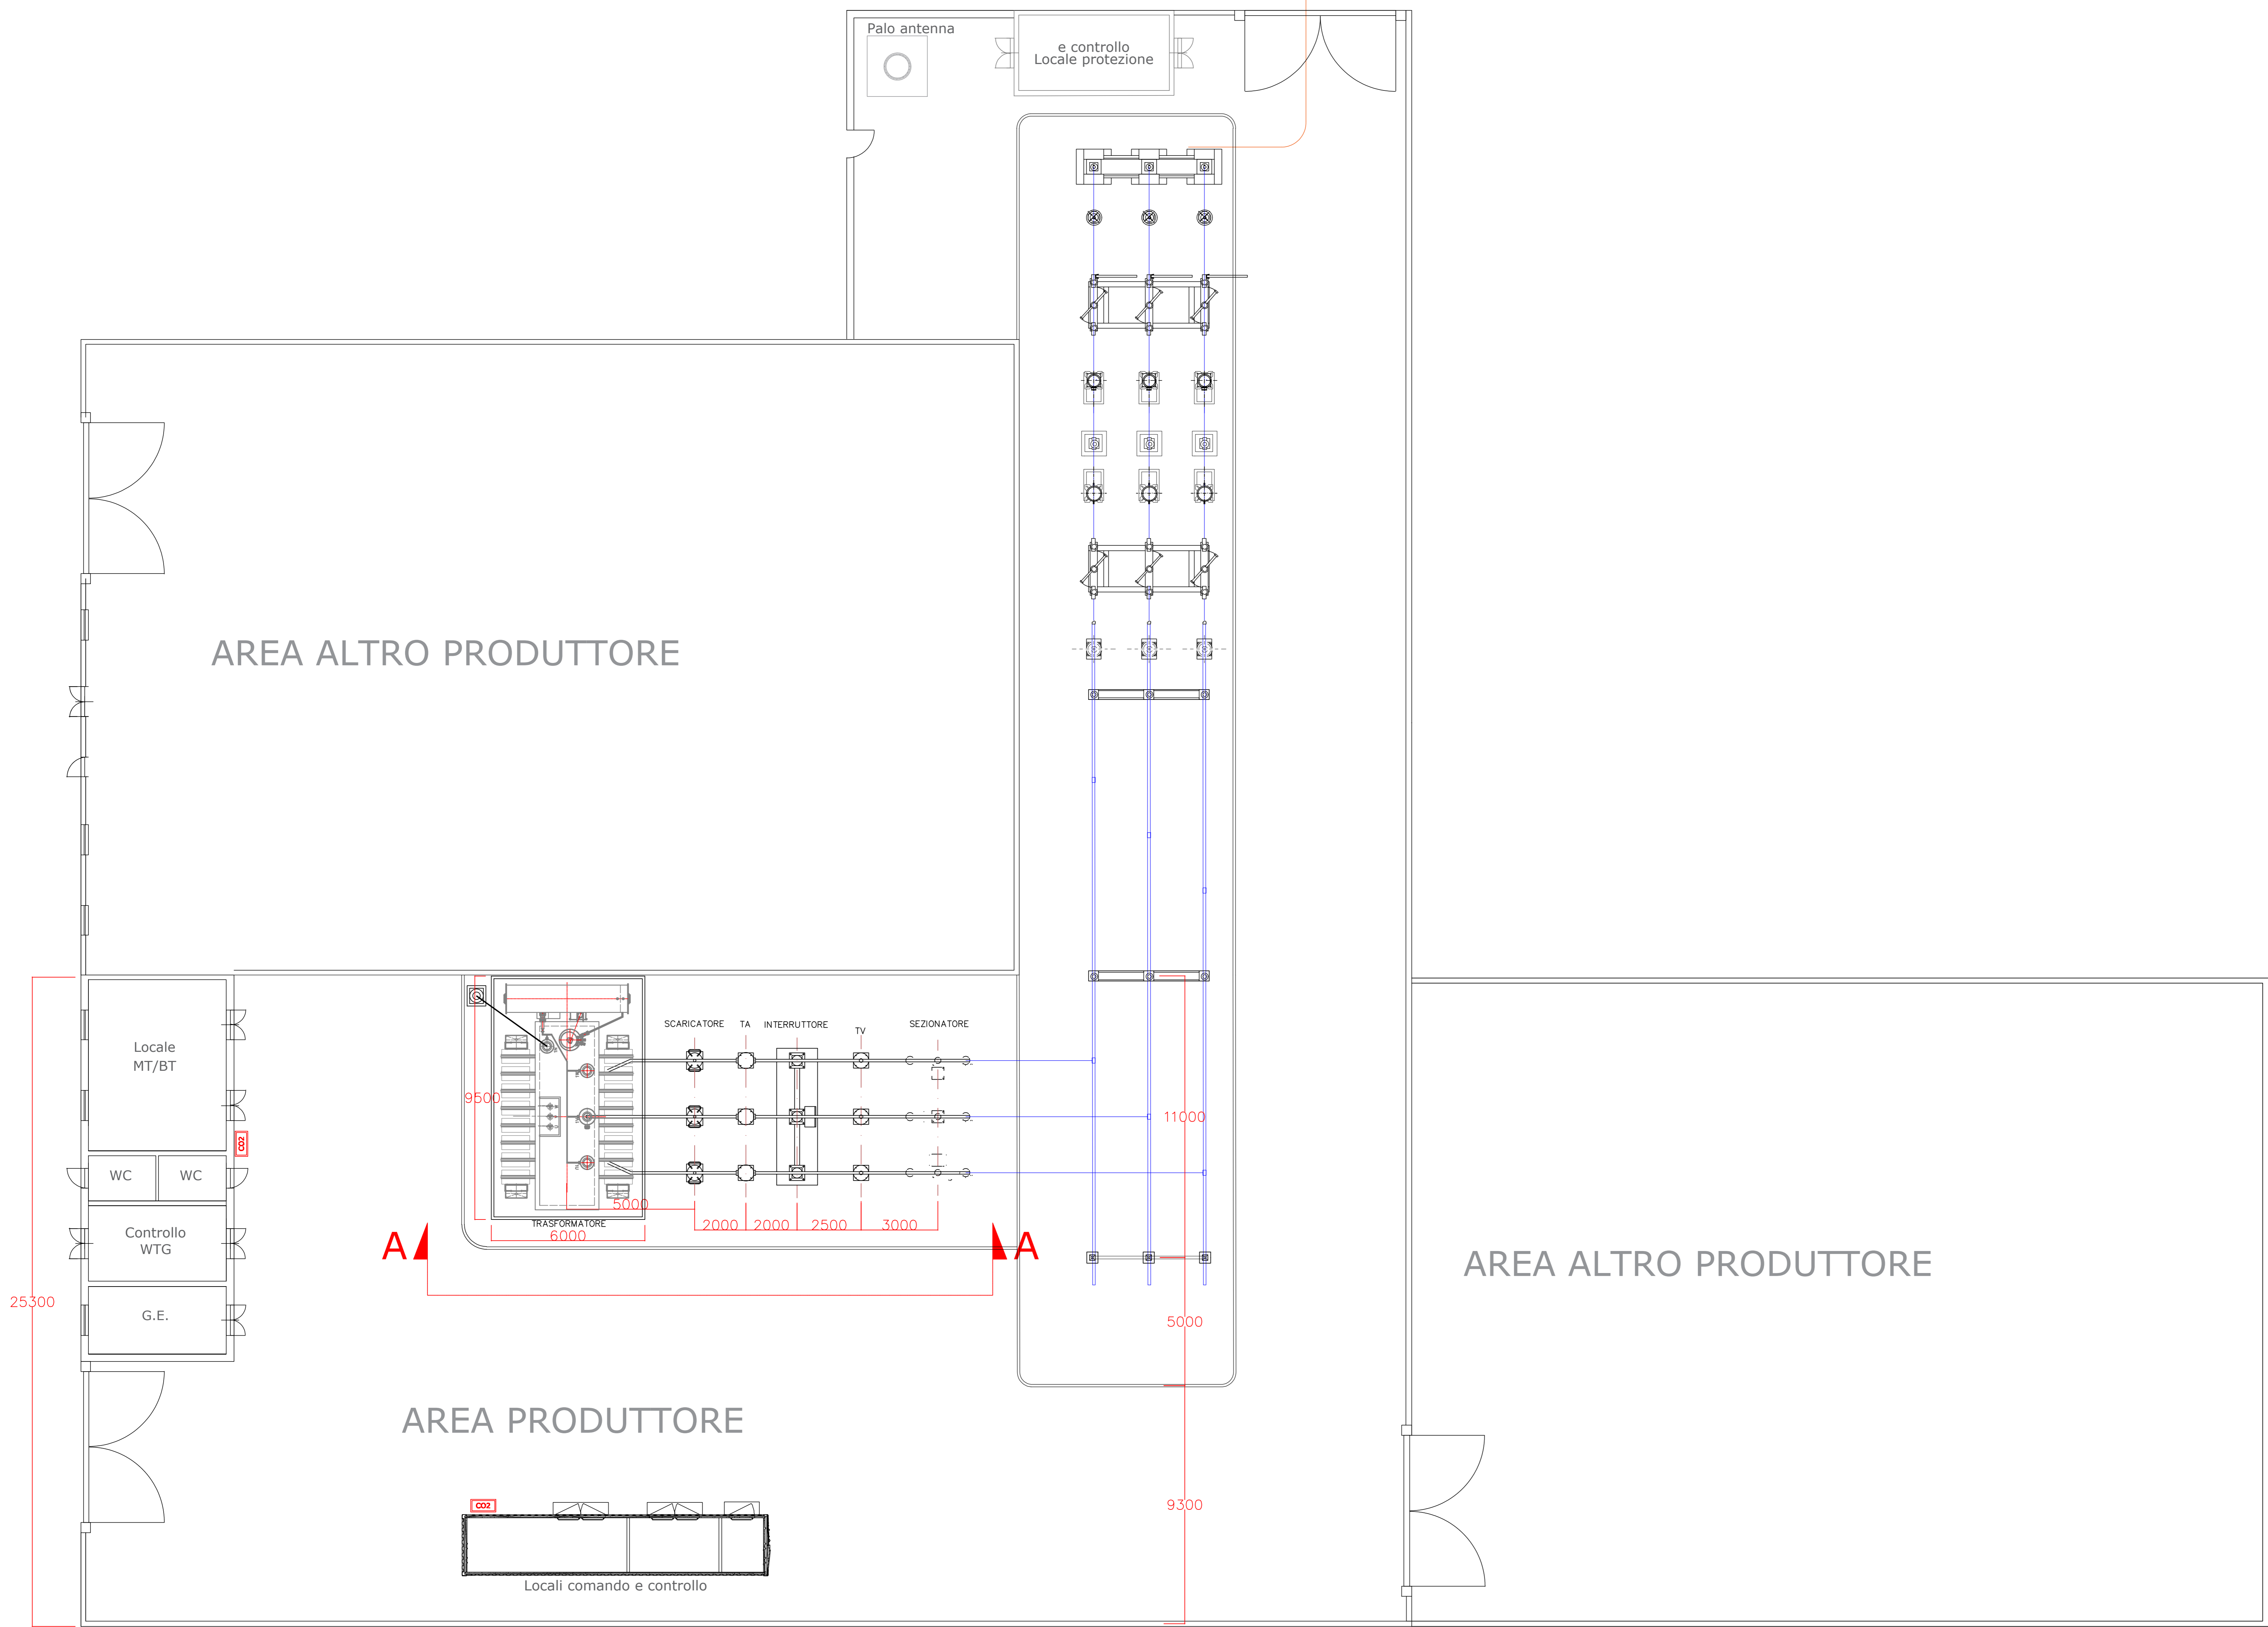 Palo antenna
e controllo
Locale protezione
AREA ALTRO PRODUTTORE
SCARICATORE
TA
INTERRUTTORE
TV
SEZIONATORE
Locale
MT/BT
9500
11000
CO2
WC
WC
5000
2000
2000
2500
3000
TRASFORMATORE
6000
A
A
Controllo
WTG
AREA ALTRO PRODUTTORE
25300
G.E.
5000
AREA PRODUTTORE
9300
CO2
Locali comando e controllo